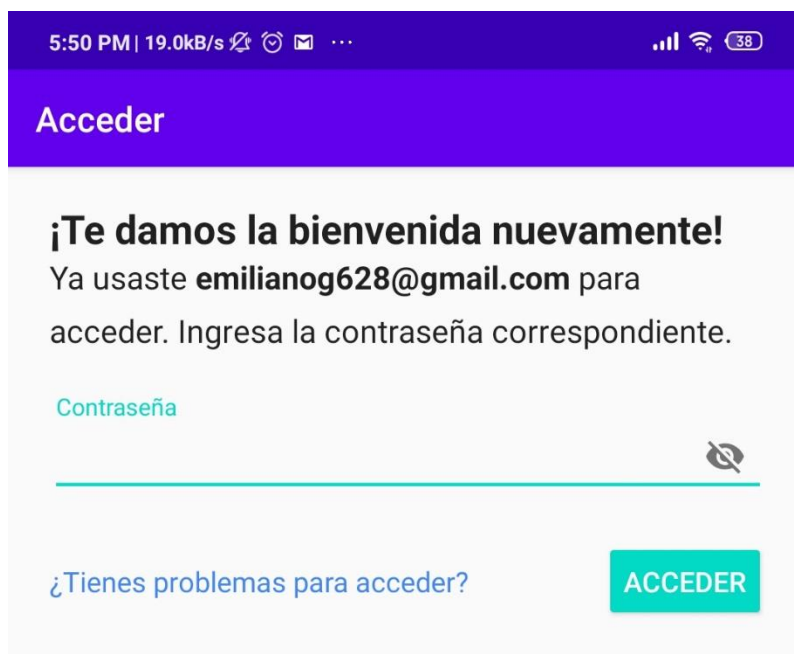 5:50 PM | 19.0kB/s ... 38
Acceder
¡Te damos la bienvenida nuevamente!
Ya usaste emilianog628@gmail.com para
acceder. Ingresa la contraseña correspondiente.
Contraseña
¿Tienes problemas para acceder? ACCEDER